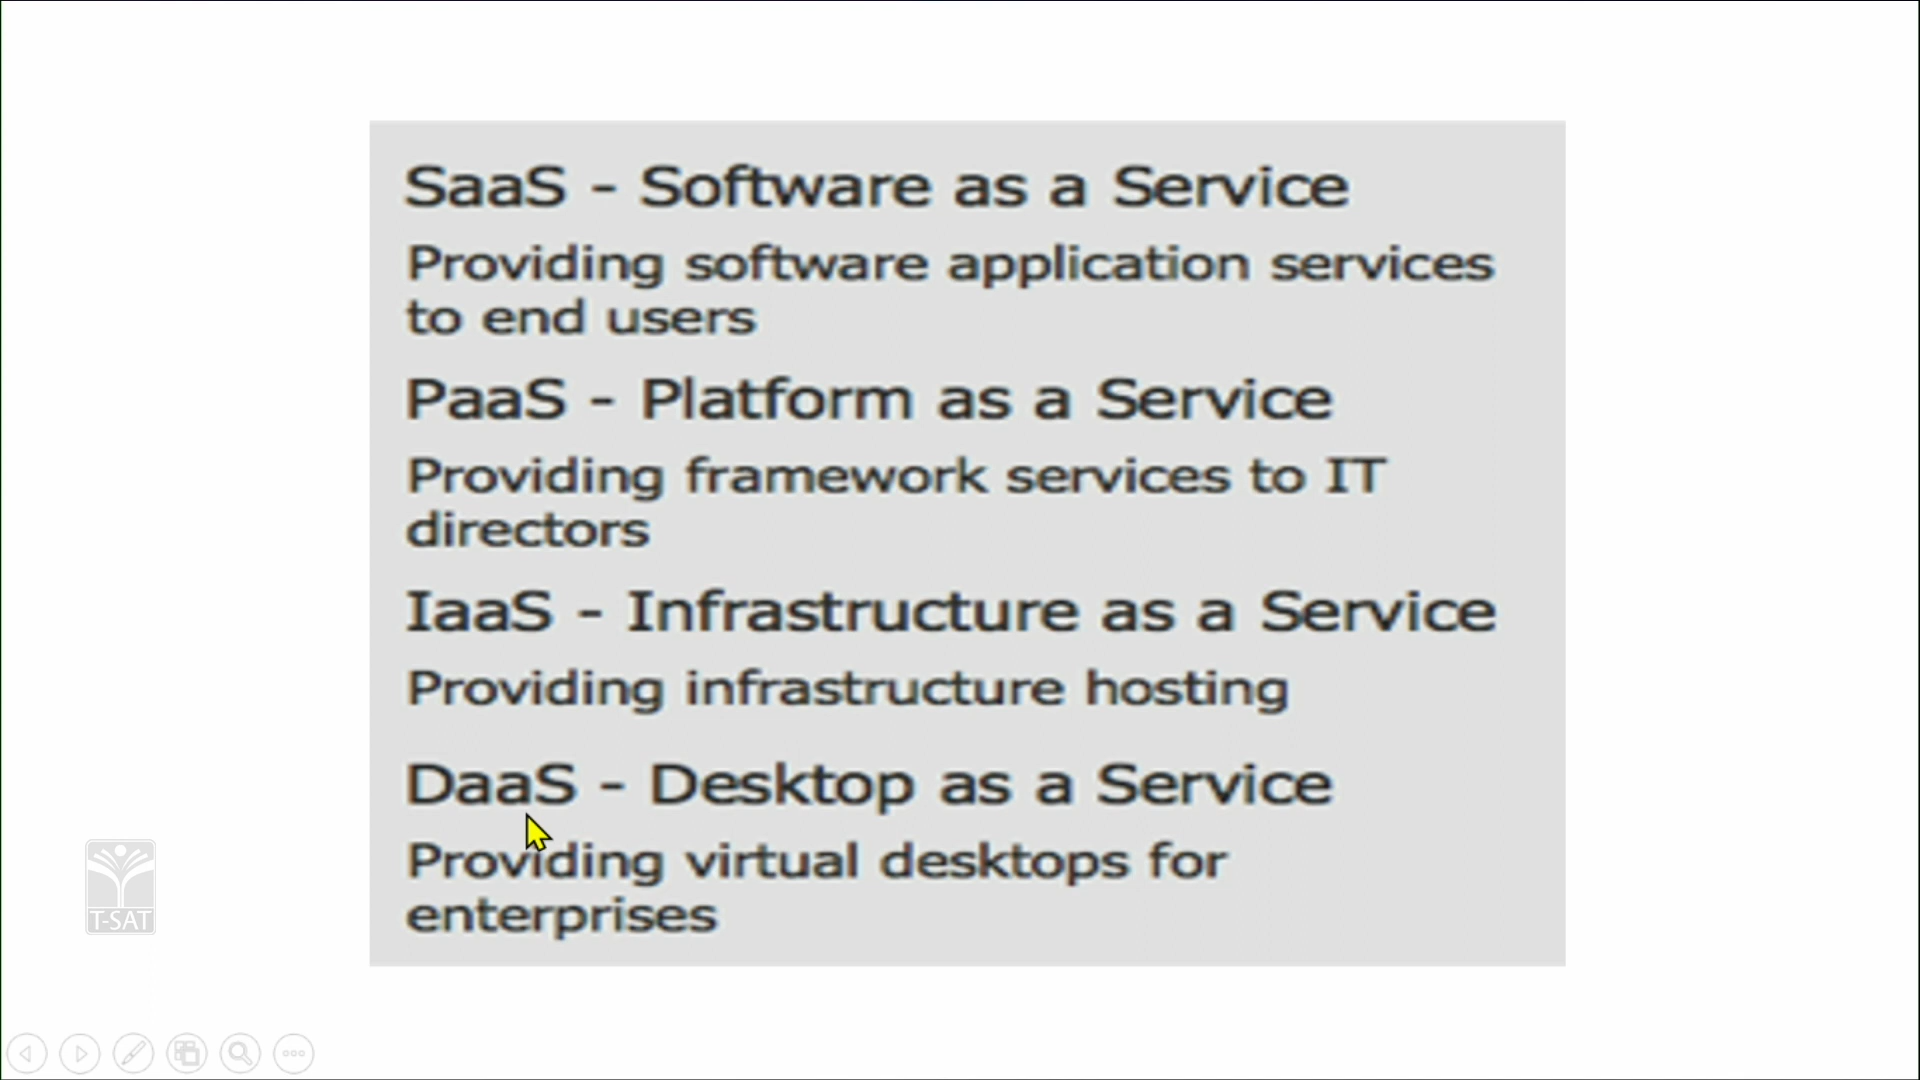 SaaS - Software as a Service
Providing software application services
to end users
PaaS - Platform as a Service
Providing framework services to IT
directors
IaaS - Infrastructure as a Service
Providing infrastructure hosting
DaaS - Desktop as a Service
Providing virtual desktops for
enterprises
T-SAT